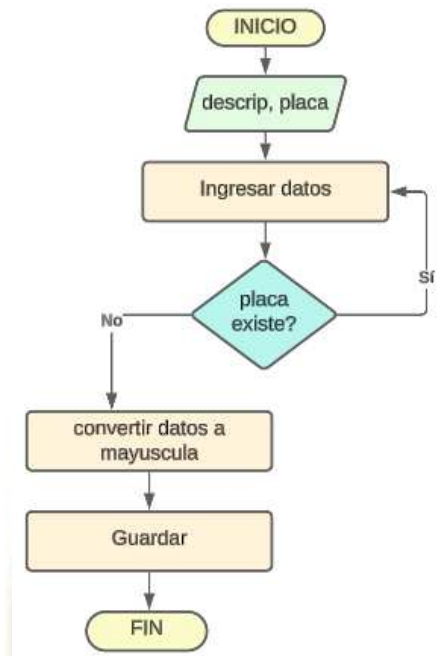 INICIO
descrip, placa
Ingresar datos
placa
existe?
Sí
No
convertir datos a
mayuscula
Guardar
FIN